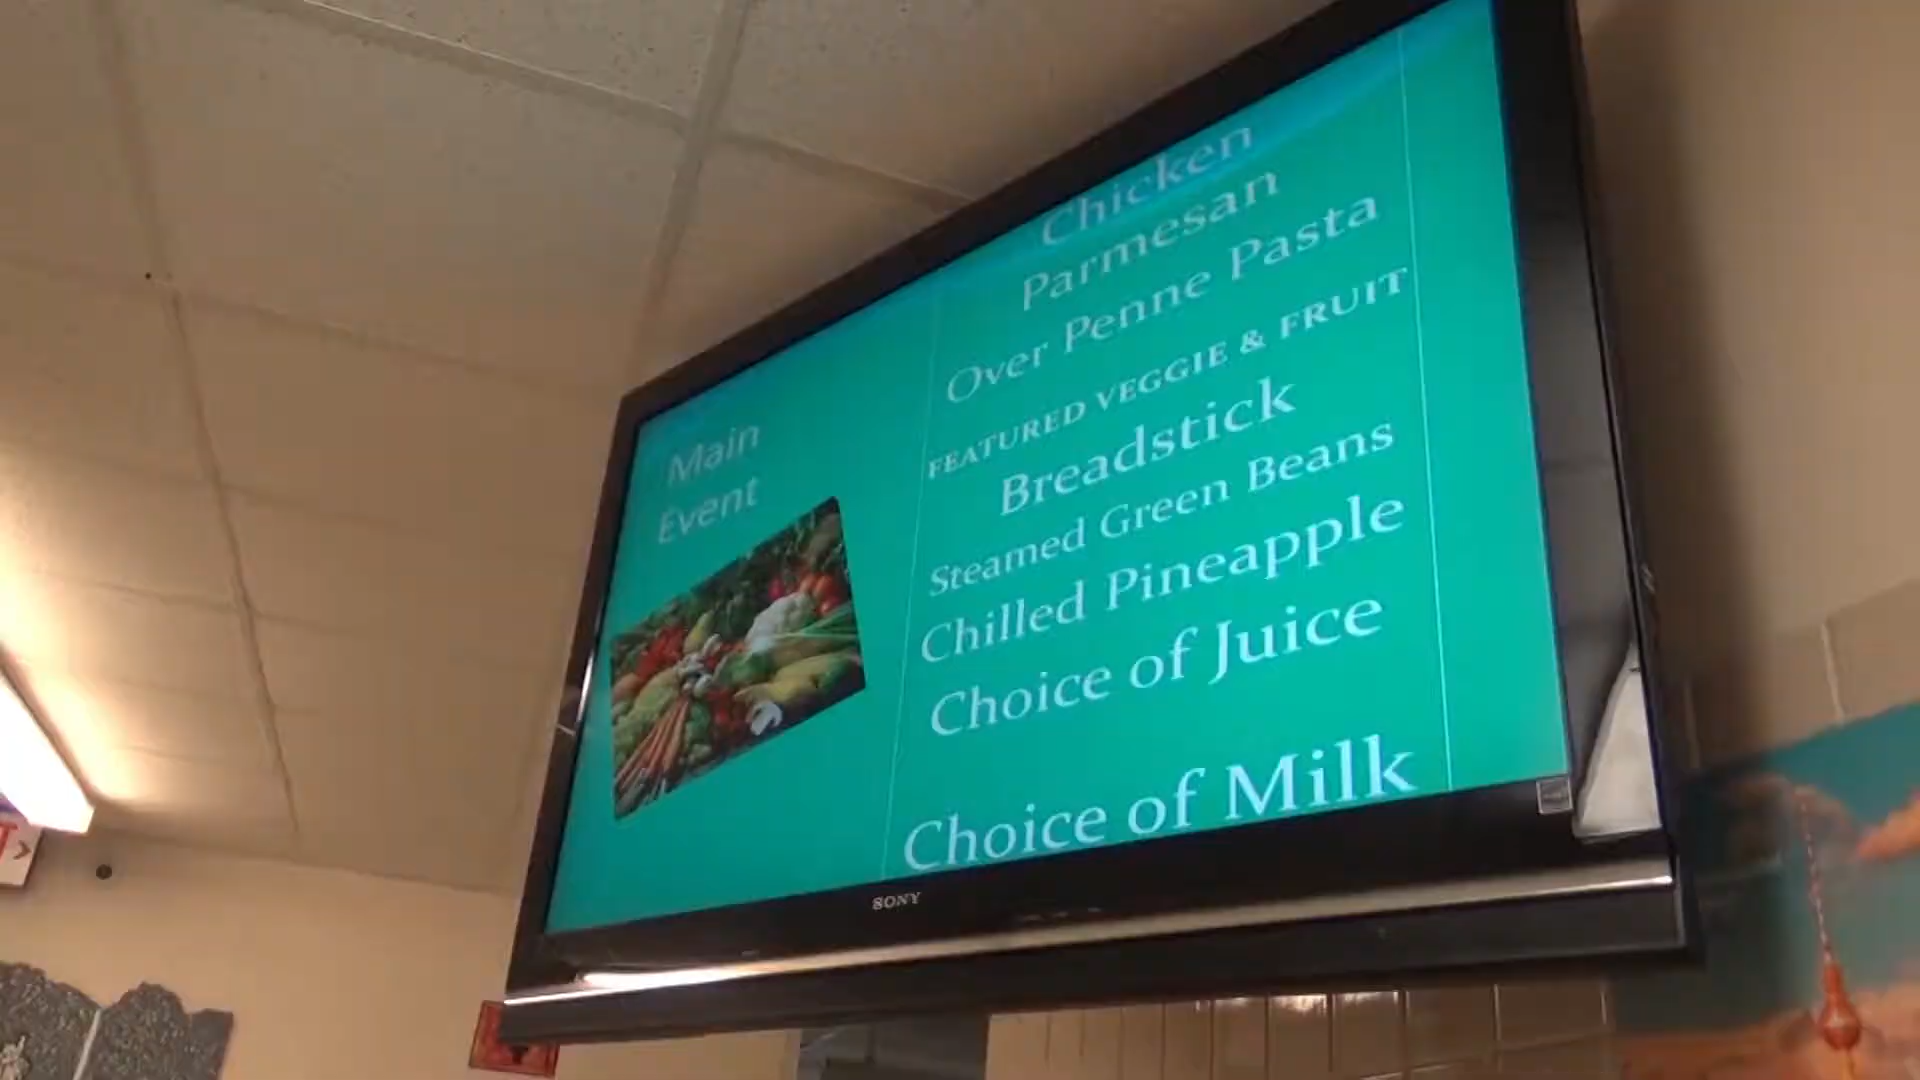 Main
Event
Chicken
Parmesan
Over Penne Pasta
FEATURED VEGGIE & FRUIT
Breadstick
Steamed Green Beans
Chilled Pineapple
Choice of Juice
Choice of Milk
SONY